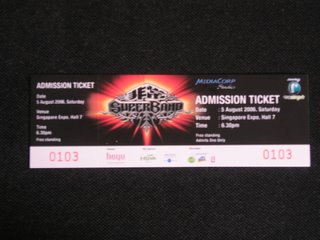 ADMISSION TICKET
Date
5 August 2006, Saturday
Venue
Singapore Expo, Hall 7
Time
6.30pm
Free standing
SUPERBAND
MEDIACORP
Studios
ADMISSION TICKET
Date : 5 August 2006, Saturday
Venue : Singapore Expo, Hall 7
Time : 6.30pm
Free standing
Admits One Only
0103
0103